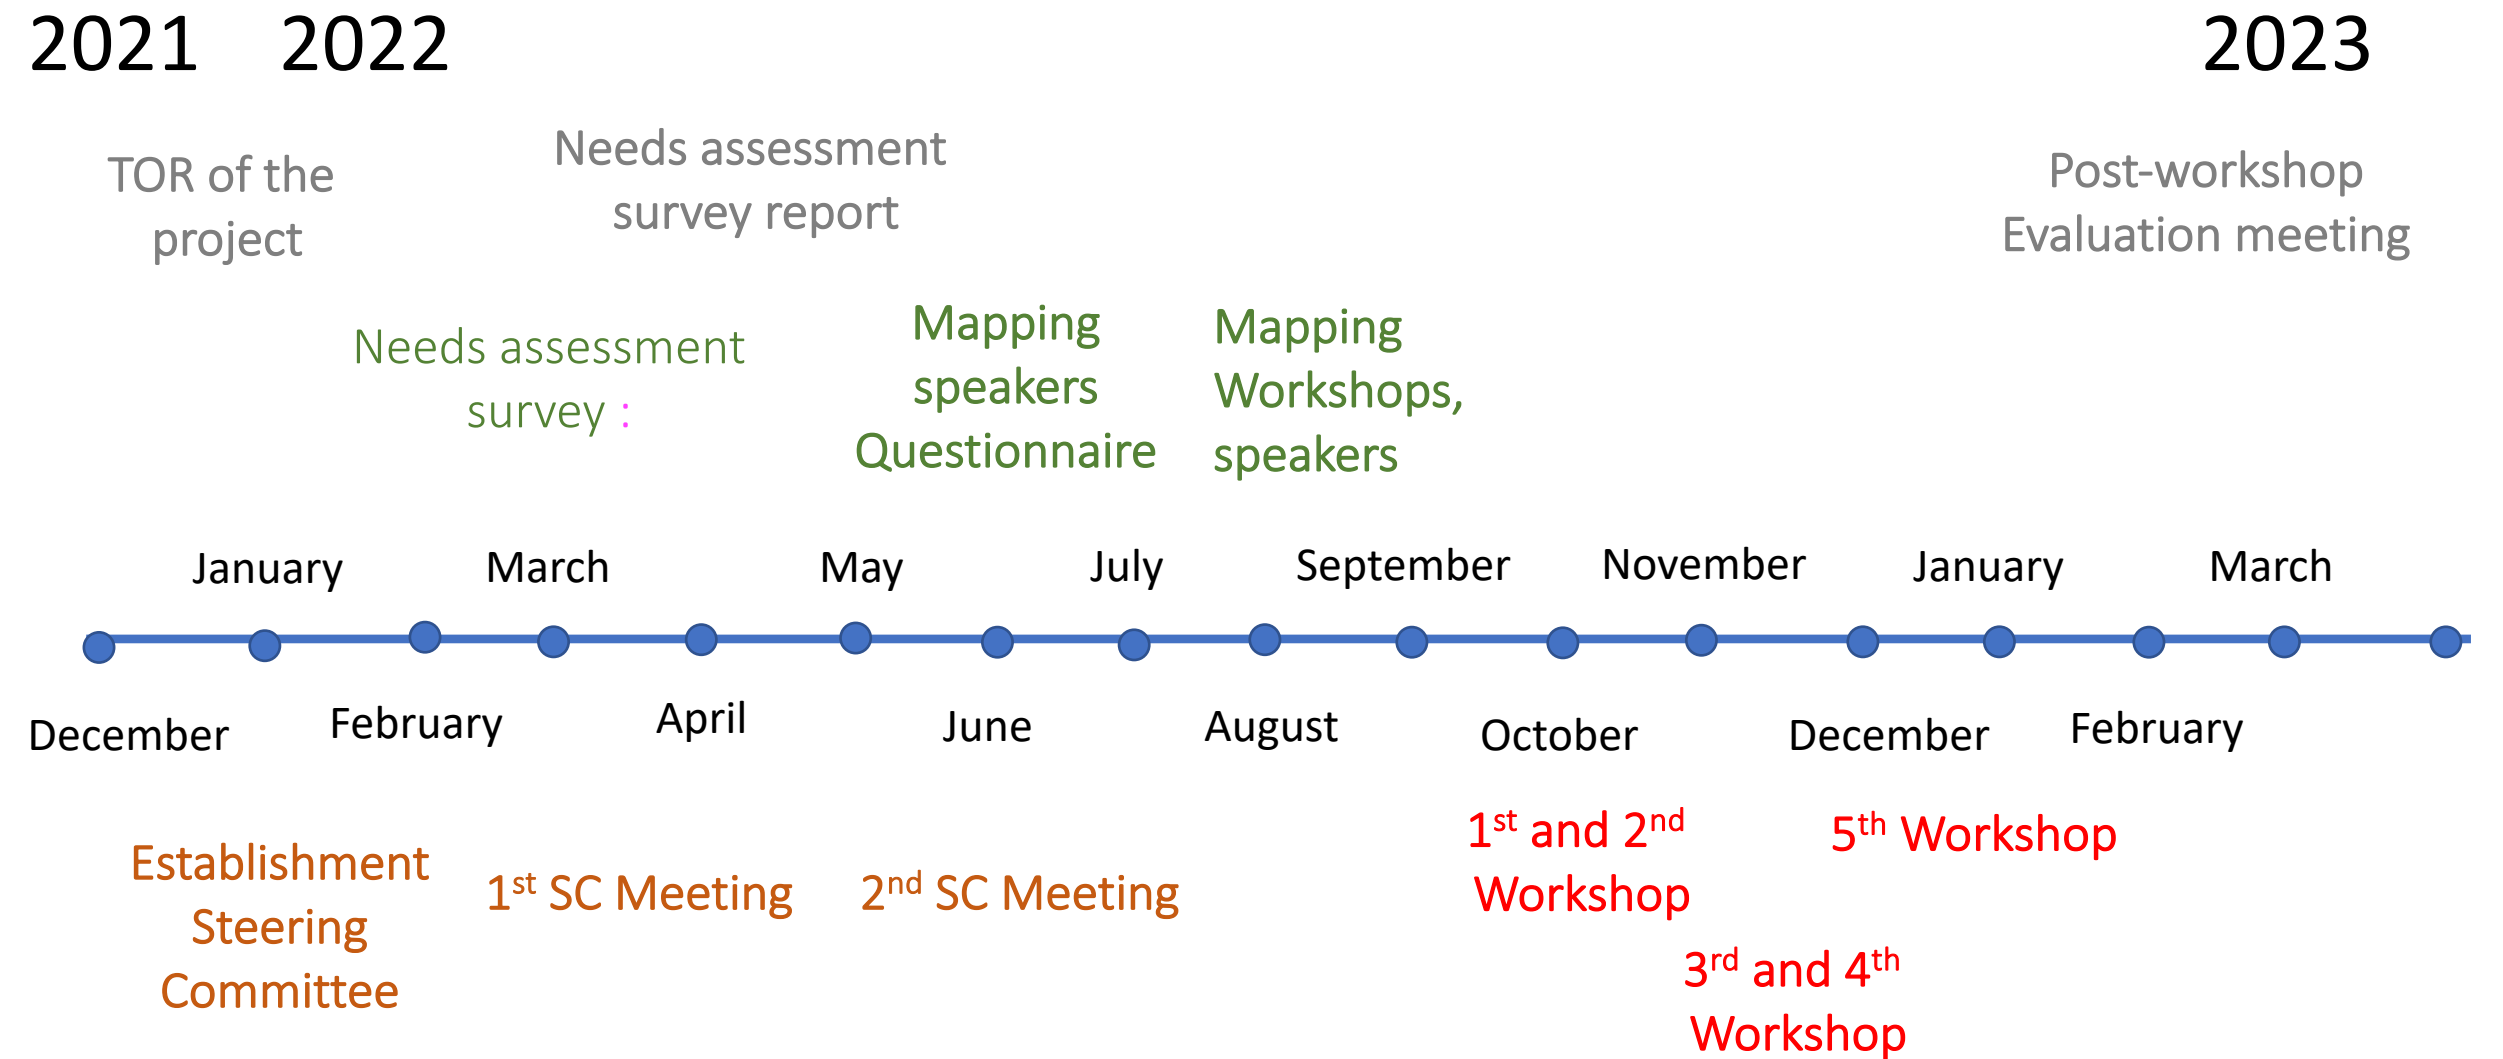 2021 2022 2023
TOR of the
project
Needs assessment
survey report
Post-workshop
Evaluation meeting
Needs assessment
survey :
Mapping
speakers
Questionnaire
Mapping
Workshops,
speakers
January March May July September November January March
December February April June August October December February
Establishment
Steering
Committee
1st SC Meeting
2nd SC Meeting
1st and 2nd
Workshop
3rd and 4th
Workshop
5th Workshop